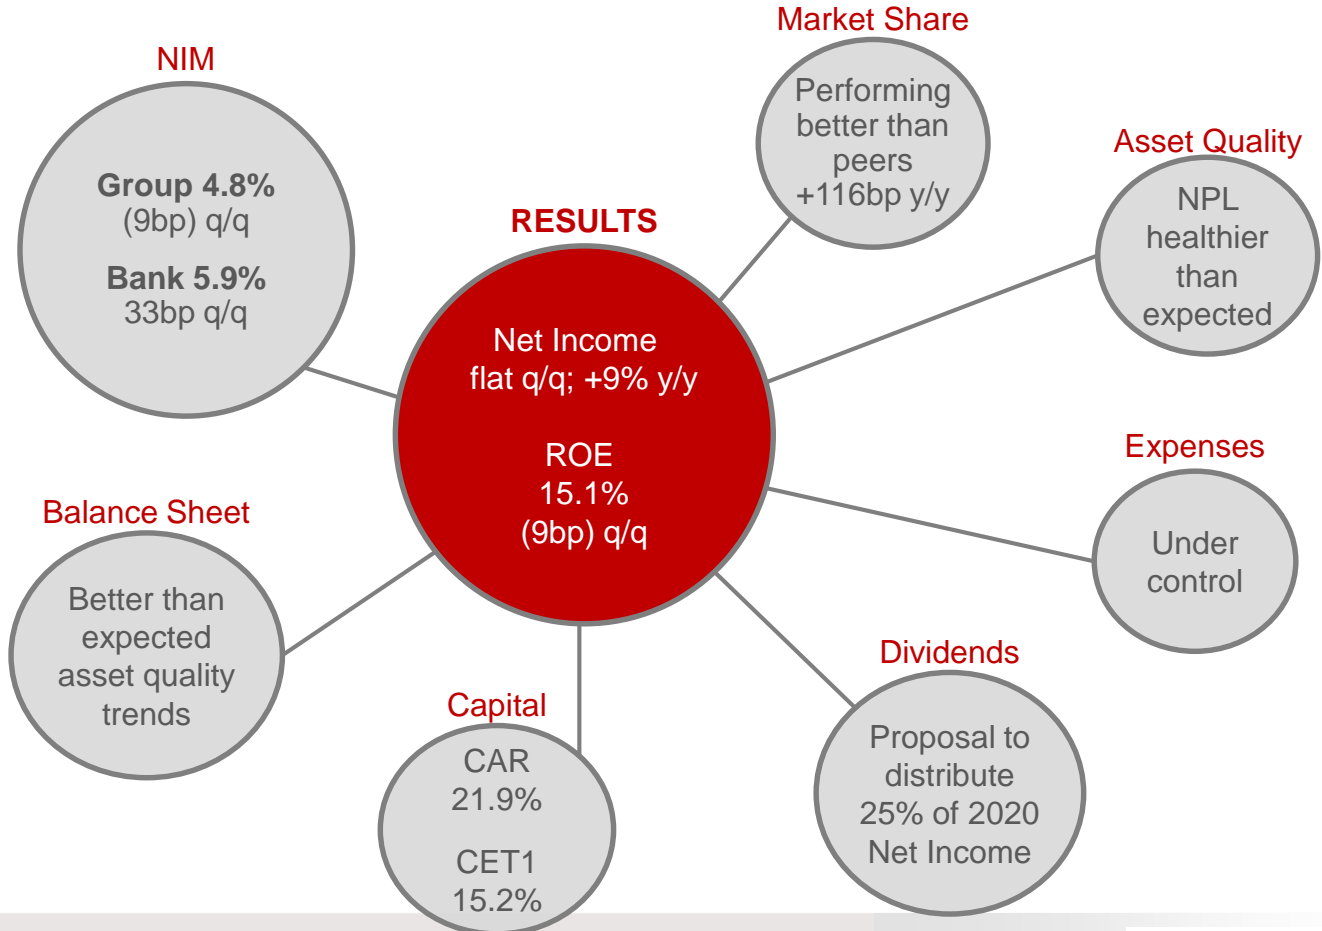 Market Share
Performing
better than
peers
+116bp y/y
NIM
Group 4.8%
(9bp) q/q
Bank 5.9%
33bp q/q
Asset Quality
NPL
healthier
than
expected
RESULTS
Net Income
flat q/q; +9% y/y
ROE
15.1%
(9bp) q/q
Expenses
Under
control
Balance Sheet
Better than
expected
asset quality
trends
Dividends
Proposal to
distribute
25% of 2020
Net Income
Capital
CAR
21.9%
CET1
15.2%